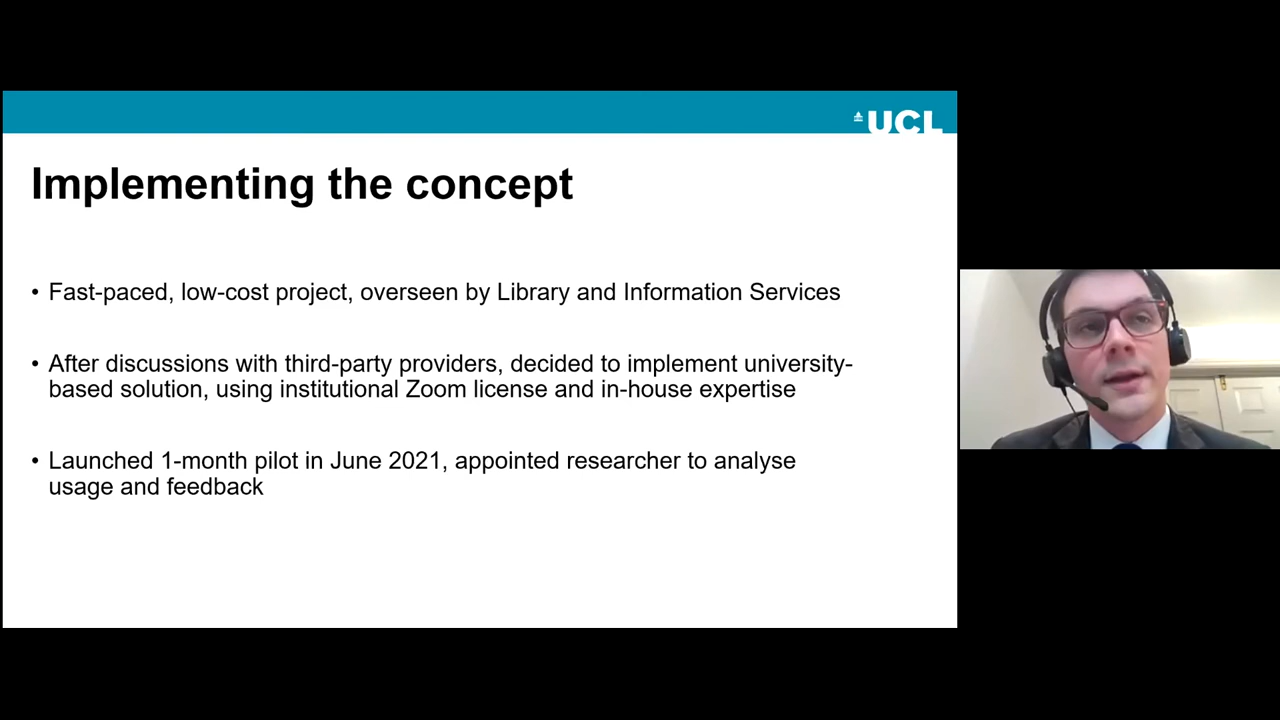 UCL
Implementing the concept
• Fast-paced, low-cost project, overseen by Library and Information Services
• After discussions with third-party providers, decided to implement university-
based solution, using institutional Zoom license and in-house expertise
• Launched 1-month pilot in June 2021, appointed researcher to analyse
usage and feedback